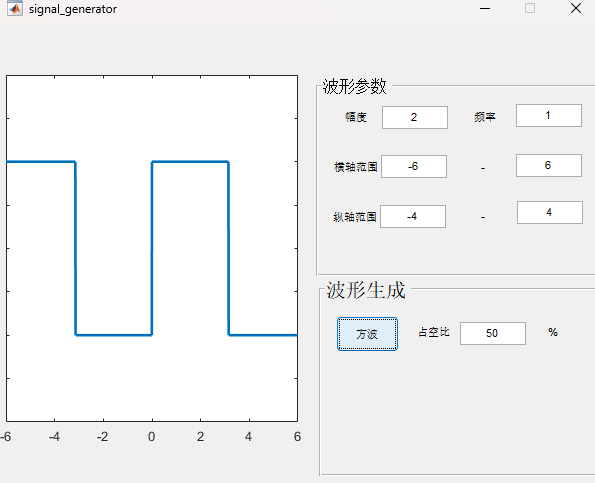 signal_generator
波形参数
幅度 2 频率 1
横轴范围 -6 - 6
纵轴范围 -4 - 4
波形生成
方波 占空比 50 %
-6 -4 -2 0 2 4 6